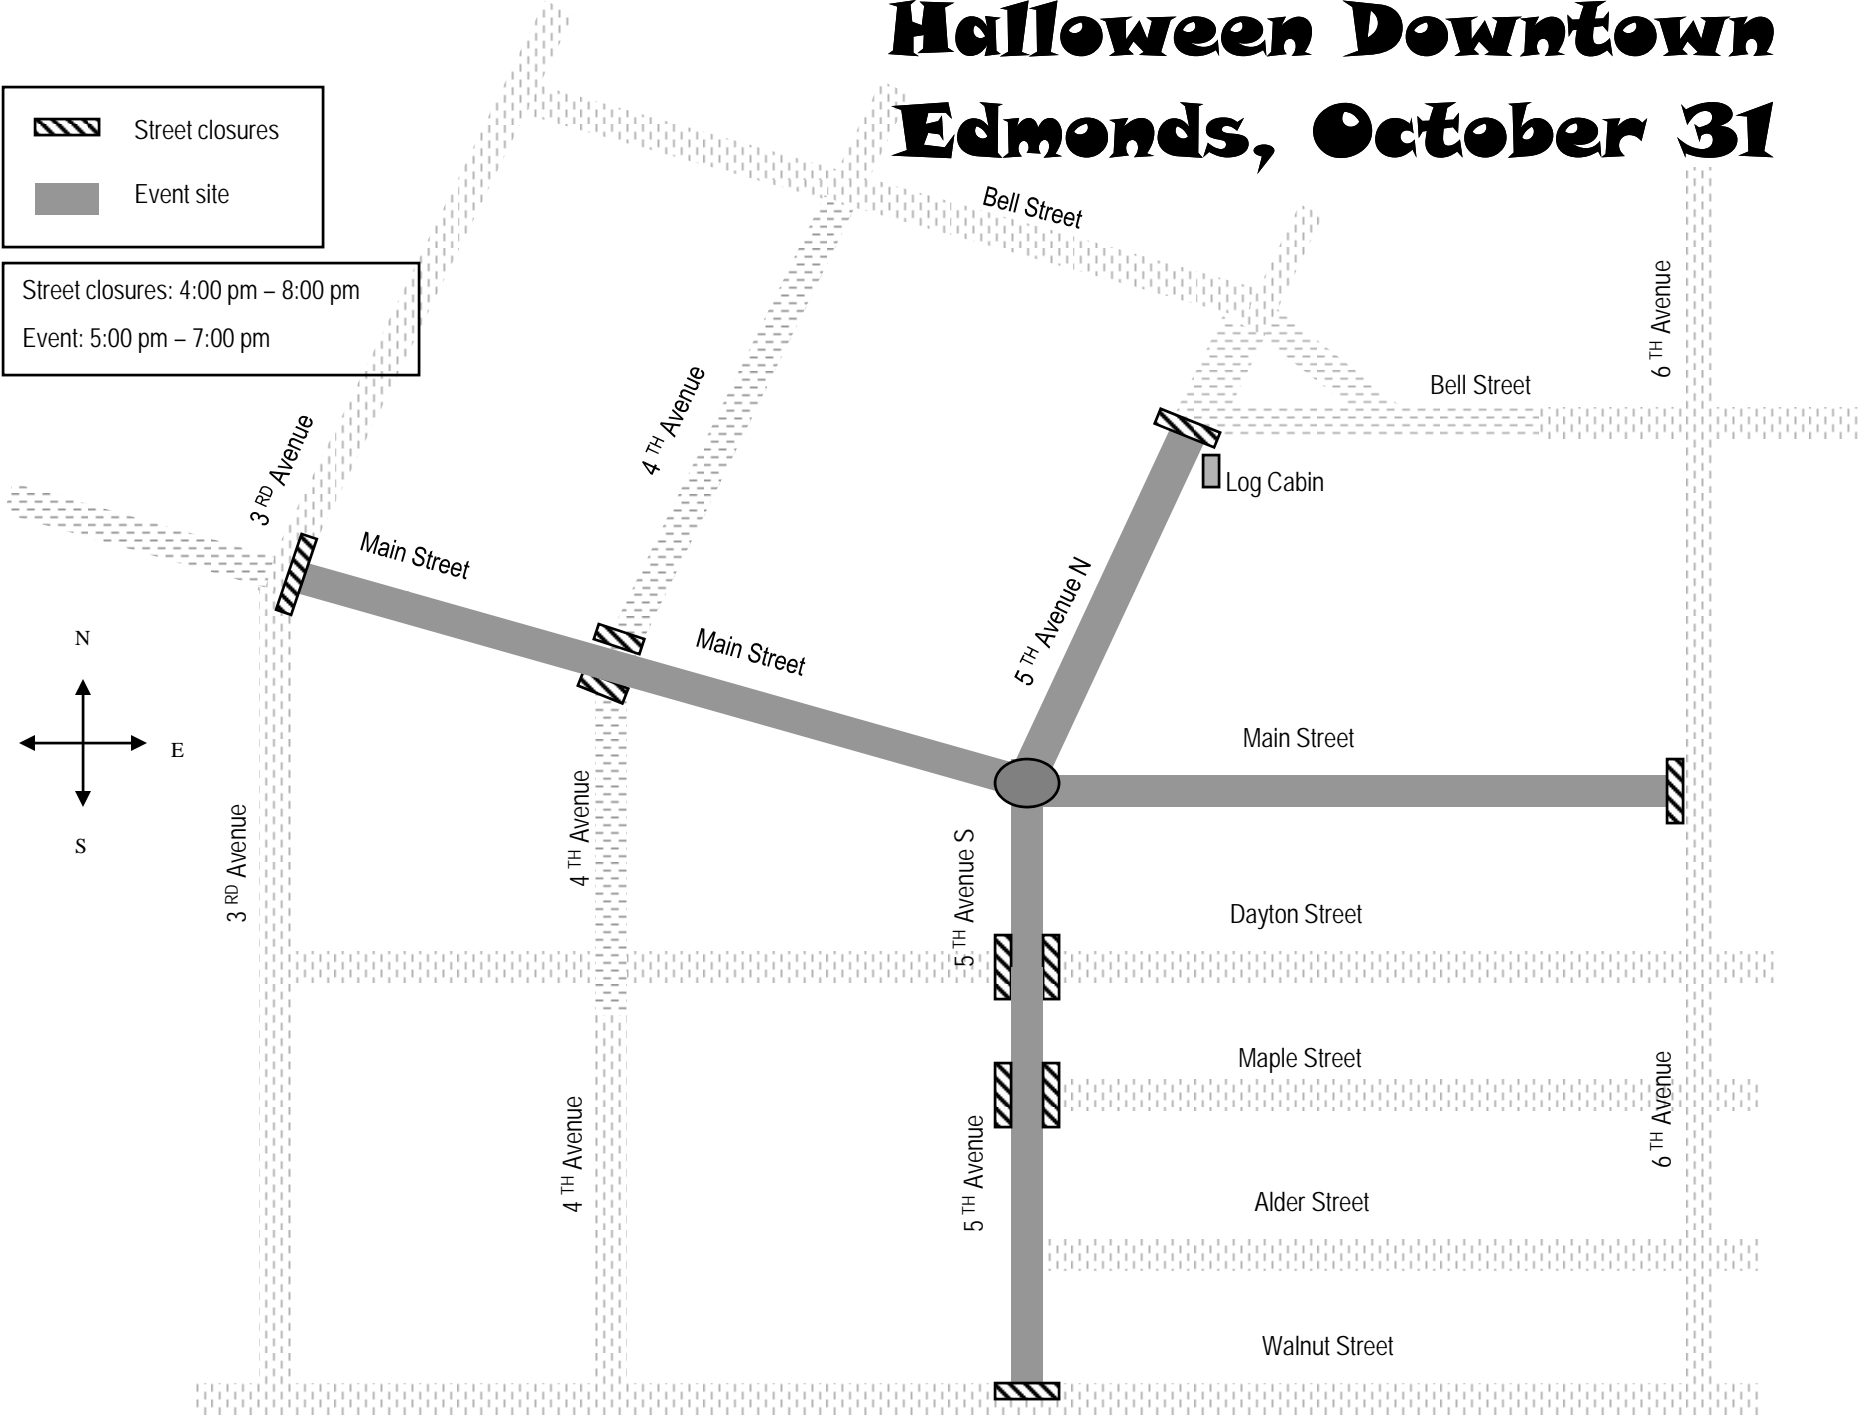 Halloween Downtown
Edmonds, October 31
Street closures
Event site
Street closures: 4:00 pm – 8:00 pm
Event: 5:00 pm – 7:00 pm
Bell Street
6 TH Avenue
Bell Street
4 TH Avenue
3 RD Avenue
Log Cabin
Main Street
5 TH Avenue N
Main Street
N
E
S
Main Street
4 TH Avenue
3 RD Avenue
5 TH Avenue S
Dayton Street
Maple Street
6 TH Avenue
4 TH Avenue
5 TH Avenue
Alder Street
Walnut Street